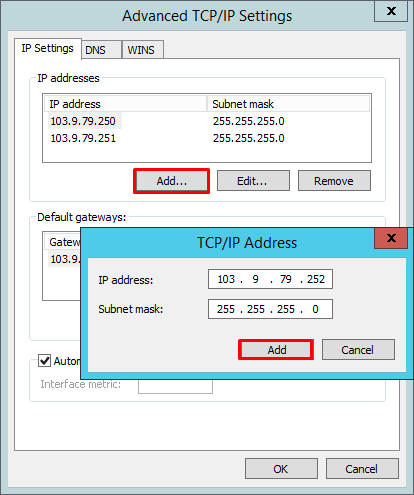 Advanced TCP/IP Settings
X
IP Settings DNS WINS
IP addresses
IP address Subnet mask
103.9.79.250 255.255.255.0
103.9.79.251 255.255.255.0
Add... Edit... Remove
Default gateways:
Gatew
103.9.
TCP/IP Address
X
IP address: 103 . 9 . 79 . 252
Subnet mask: 255 . 255 . 255 . 0
Add Cancel
Autom
Interface metric:
OK Cancel